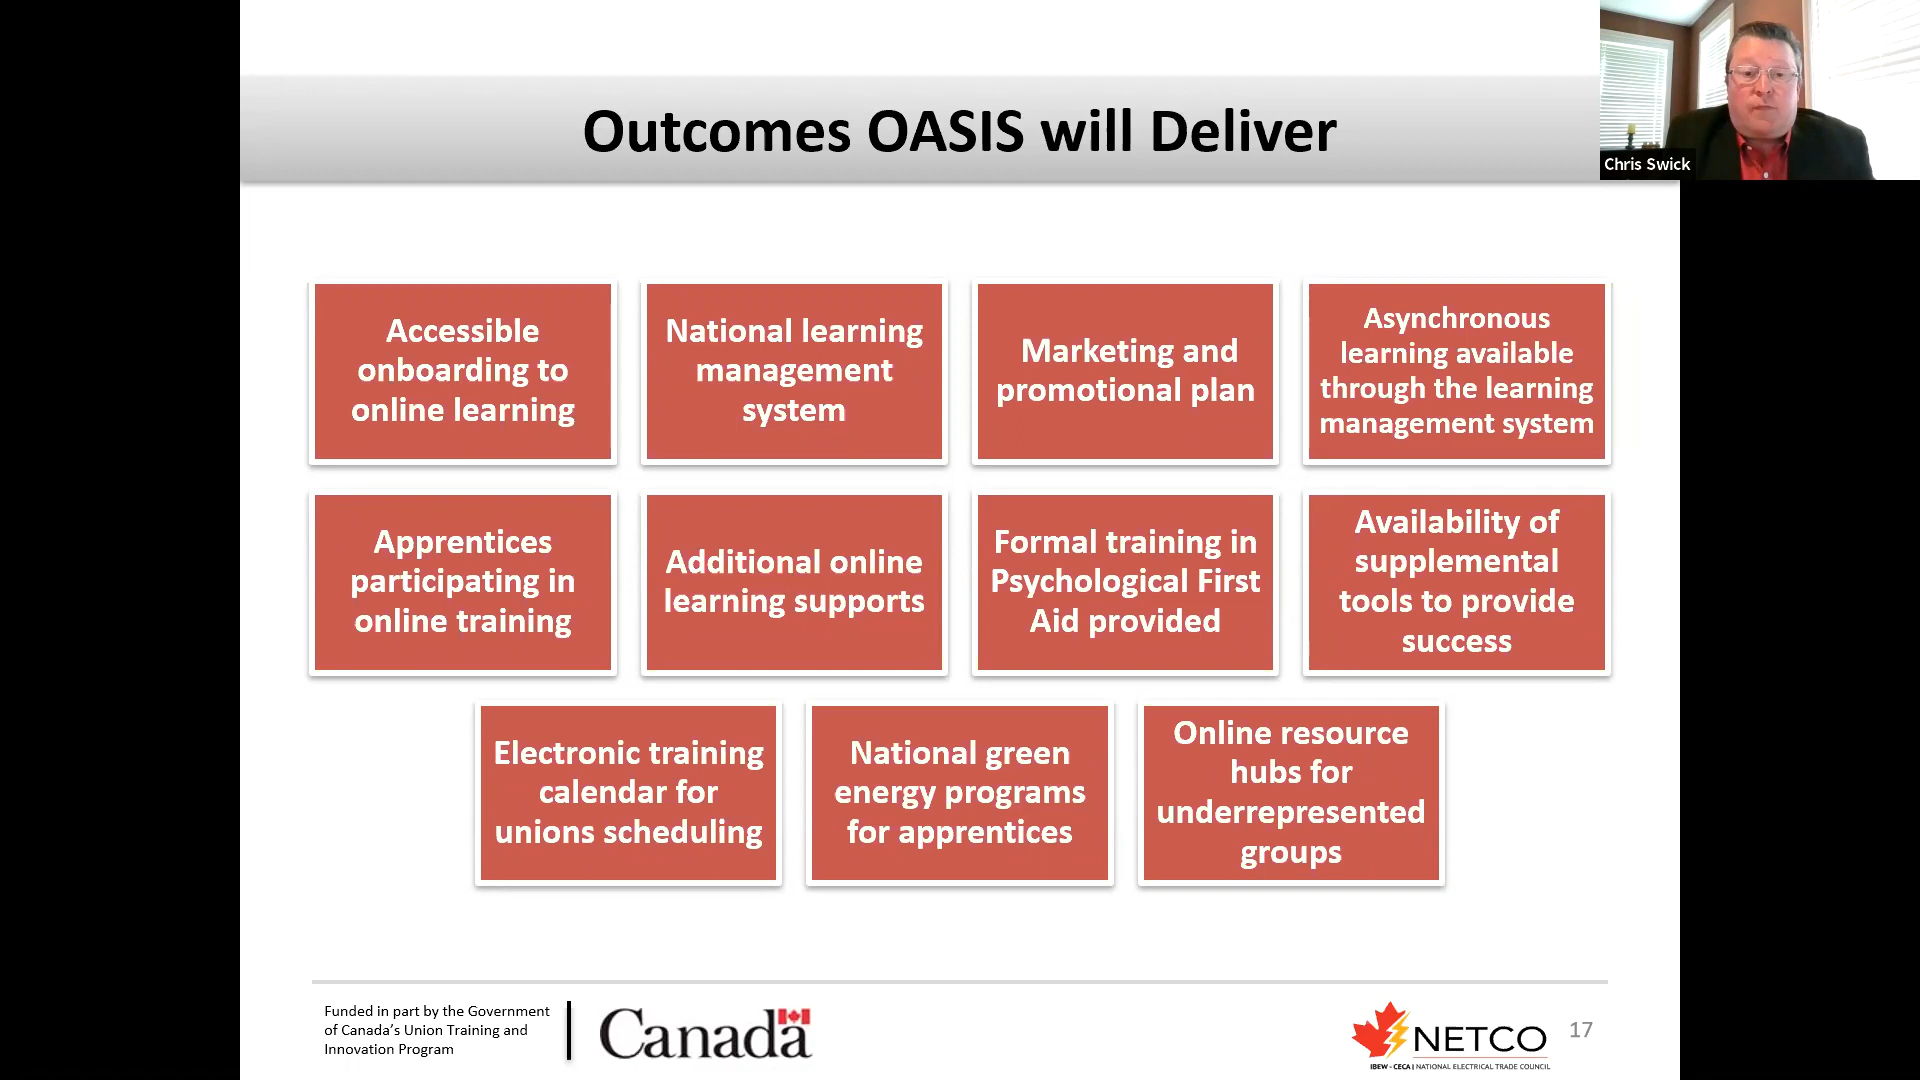 Outcomes OASIS will Deliver
Chris Swick
Accessible
onboarding to
online learning
National learning
management
system
Marketing and
promotional plan
Asynchronous
learning available
through the learning
management system
Apprentices
participating in
online training
Additional online
learning supports
Formal training in
Psychological First
Aid provided
Availability of
supplemental
tools to provide
success
Electronic training
calendar for
unions scheduling
National green
energy programs
for apprentices
Online resource
hubs for
underrepresented
groups
Funded in part by the Government
of Canada's Union Training and
Innovation Program
Canada
NETCO
IBEW - CECA | NATIONAL ELECTRICAL TRADE COUNCIL
17